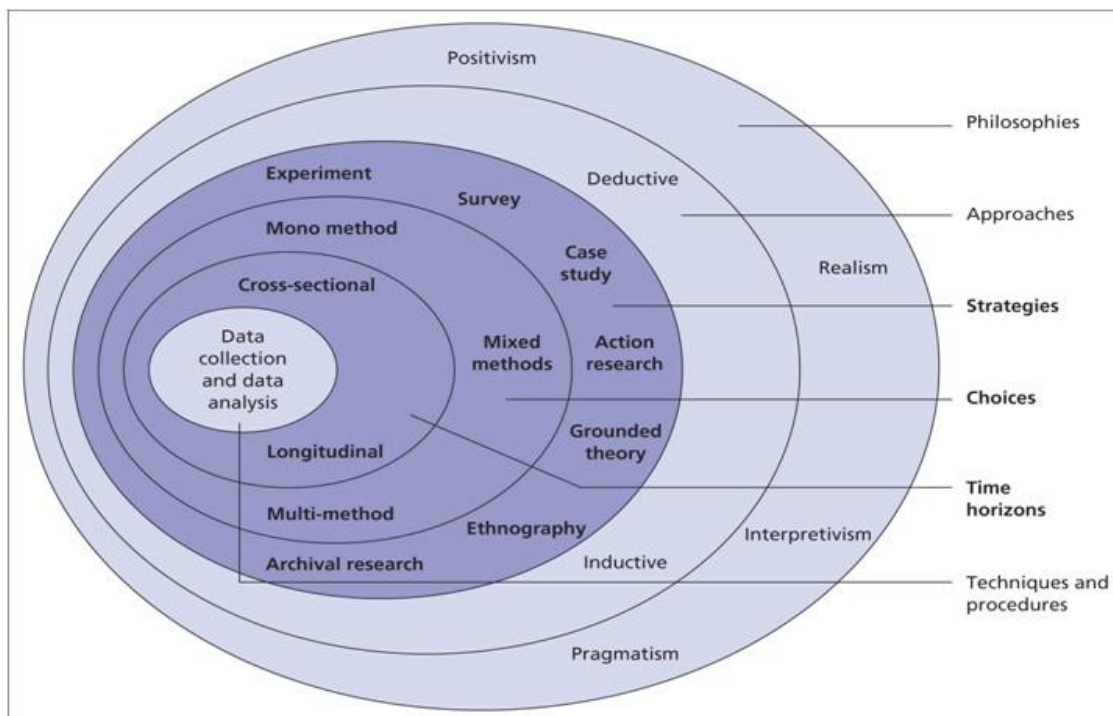 Positivism
Philosophies
Experiment
Deductive
Survey
Approaches
Mono method
Case
study
Realism
Cross-sectional
Strategies
Data
collection
and data
analysis
Mixed
methods
Action
research
Choices
Longitudinal
Grounded
theory
Time
horizons
Multi-method
Ethnography
Interpretivism
Archival research
Inductive
Techniques and
procedures
Pragmatism